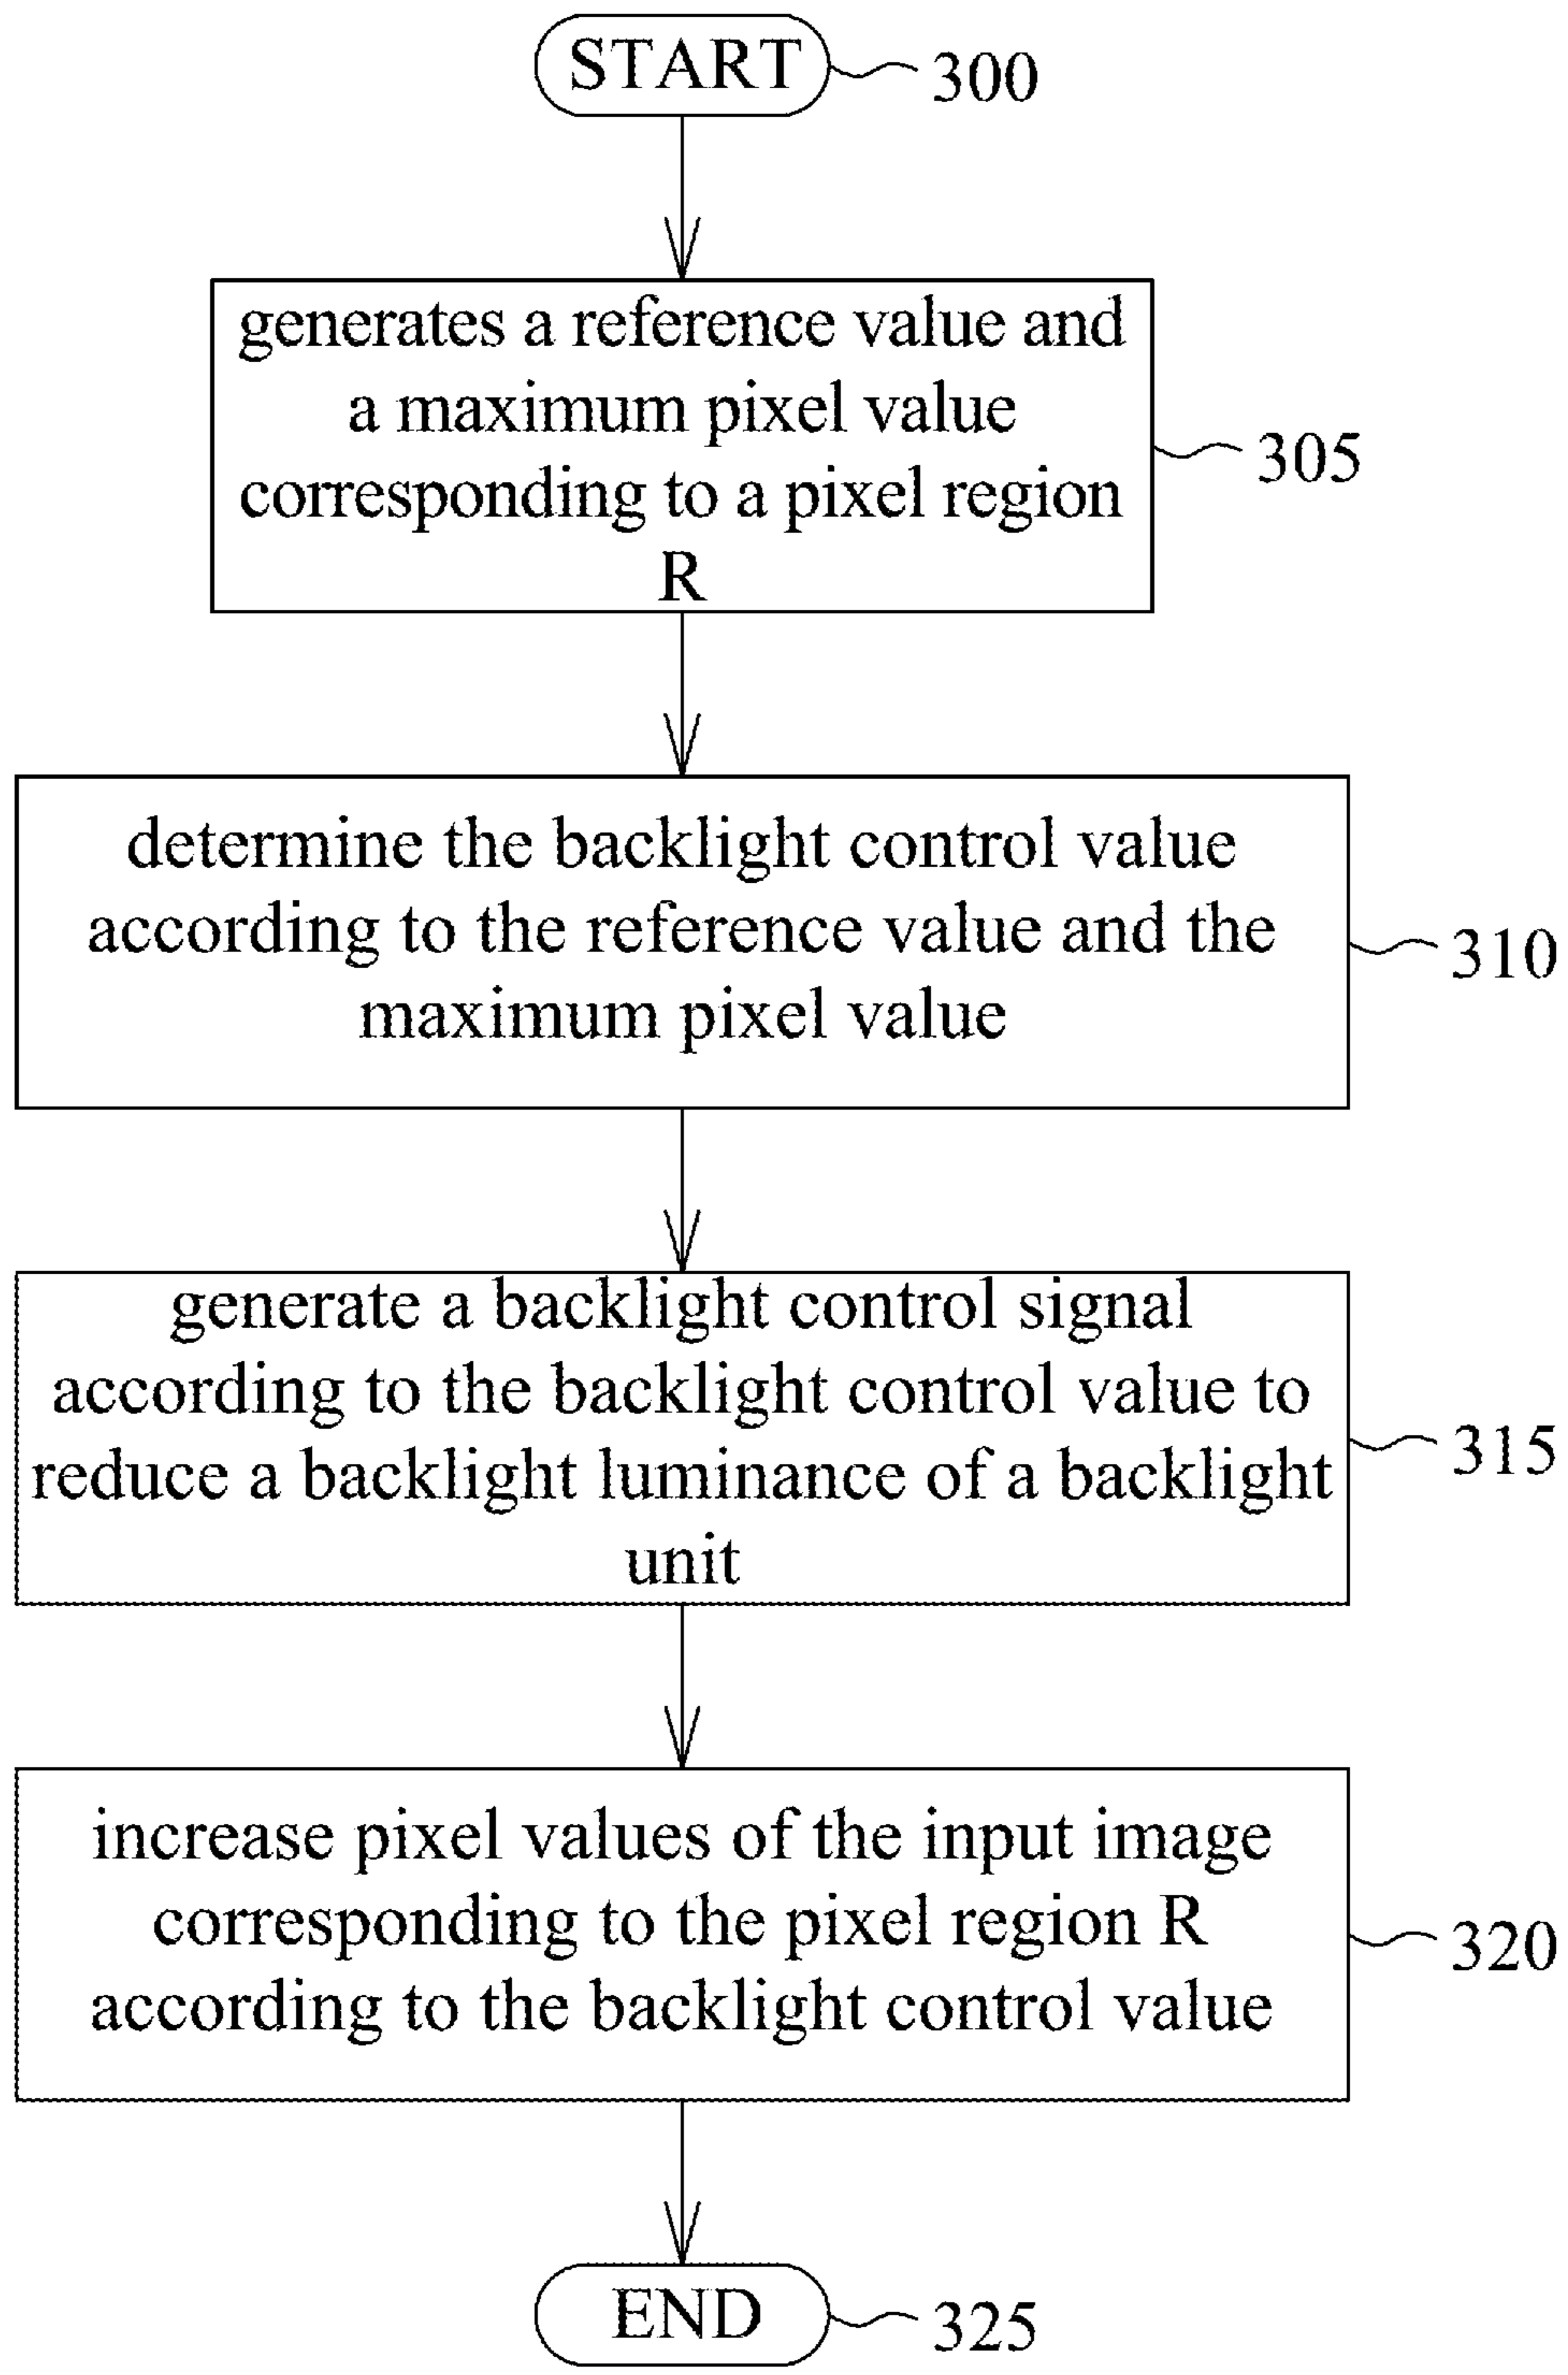 START
300
generates a reference value and
a maximum pixel value
corresponding to a pixel region
R
305
determine the backlight control value
according to the reference value and the
maximum pixel value
310
generate a backlight control signal
according to the backlight control value to
reduce a backlight luminance of a backlight
unit
315
increase pixel values of the input image
corresponding to the pixel region R
according to the backlight control value
320
END
325